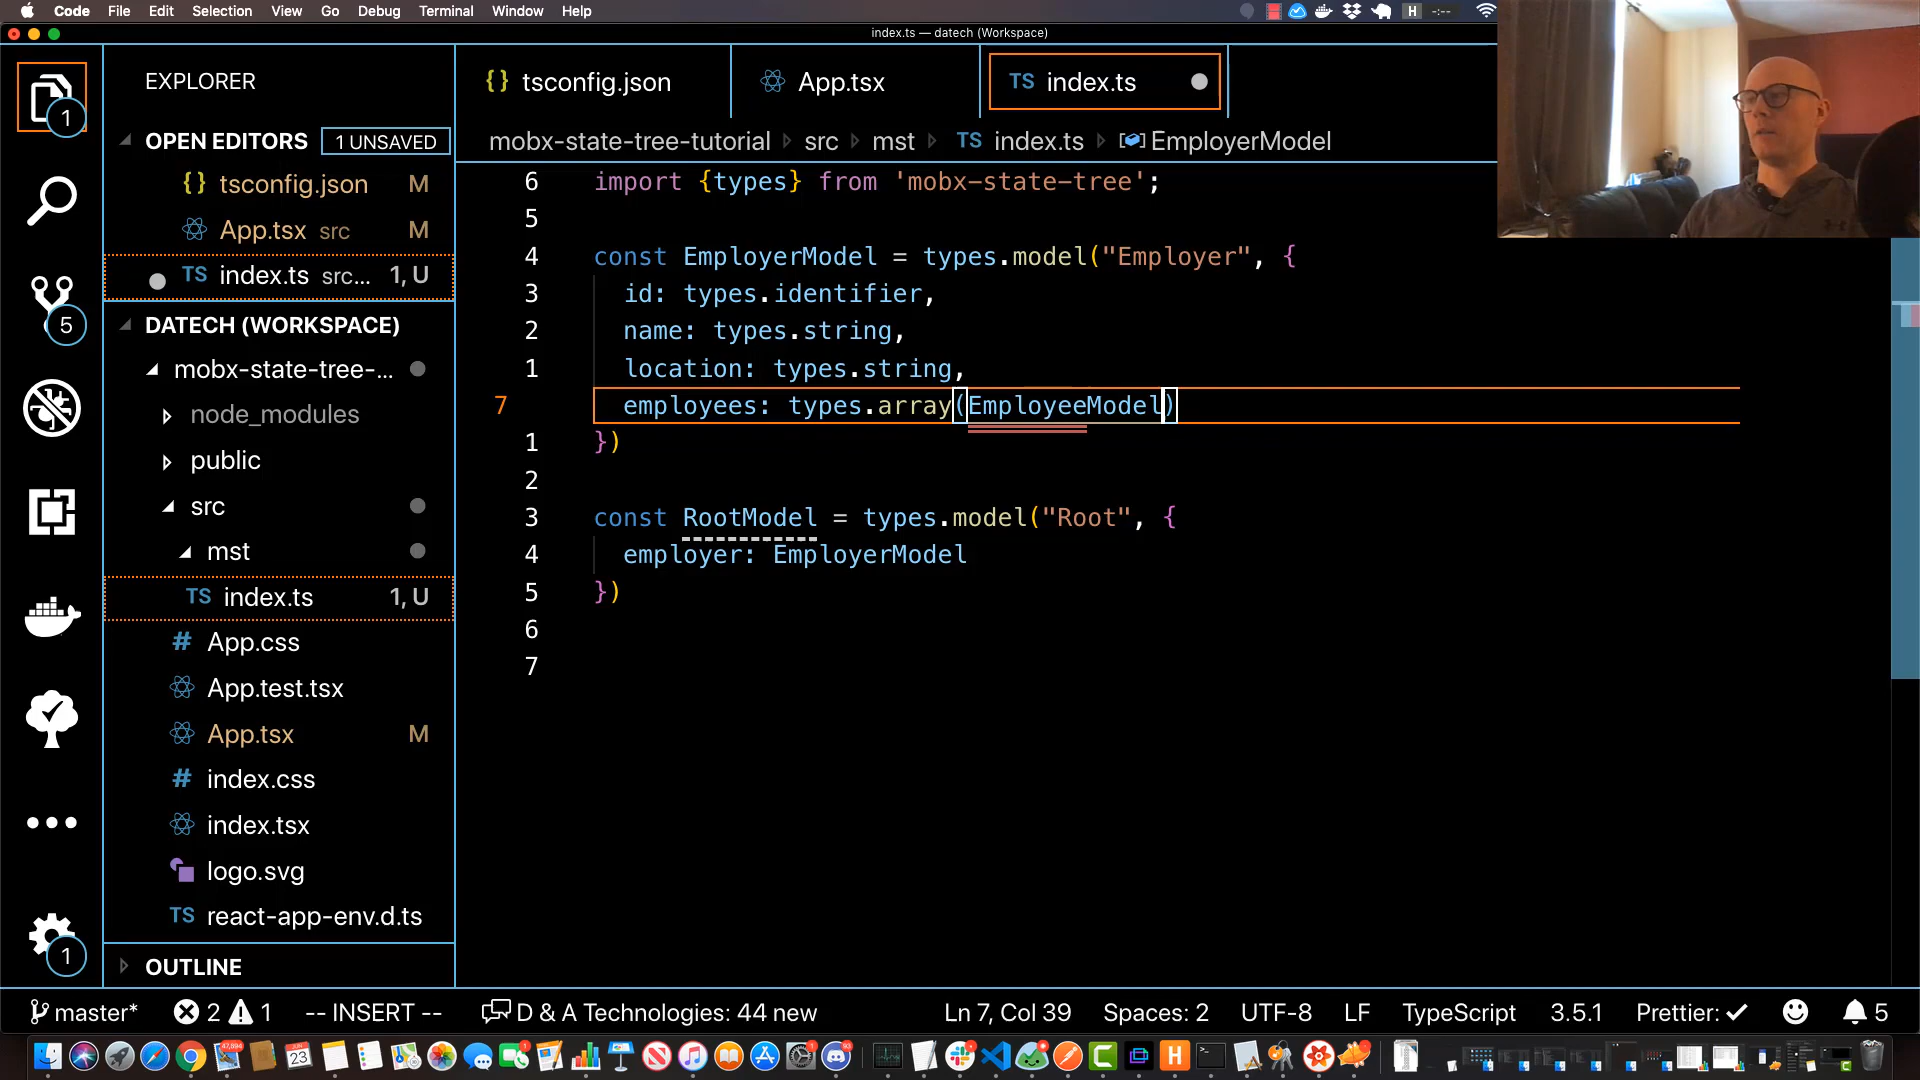 Code File Edit Selection View Go Debug Terminal Window Help
index.ts — datech (Workspace)
EXPLORER
OPEN EDITORS 1 UNSAVED
{} tsconfig.json M
App.tsx src M
TS index.ts src... 1, U
DATECH (WORKSPACE)
mobx-state-tree-...
node_modules
public
src
mst
TS index.ts 1, U
# App.css
App.test.tsx
App.tsx M
# index.css
index.tsx
logo.svg
TS react-app-env.d.ts
OUTLINE
1
5
1
{} tsconfig.json App.tsx TS index.ts
mobx-state-tree-tutorial src mst TS index.ts EmployerModel
6 import {types} from 'mobx-state-tree';
5
4 const EmployerModel = types.model("Employer", {
3 id: types.identifier,
2 name: types.string,
1 location: types.string,
7 employees: types.array(EmployeeModel)
1 })
2
3 const RootModel = types.model("Root", {
4 employer: EmployerModel
5 })
6
7
master* 2 1 -- INSERT -- D & A Technologies: 44 new Ln 7, Col 39 Spaces: 2 UTF-8 LF TypeScript 3.5.1 Prettier: 5